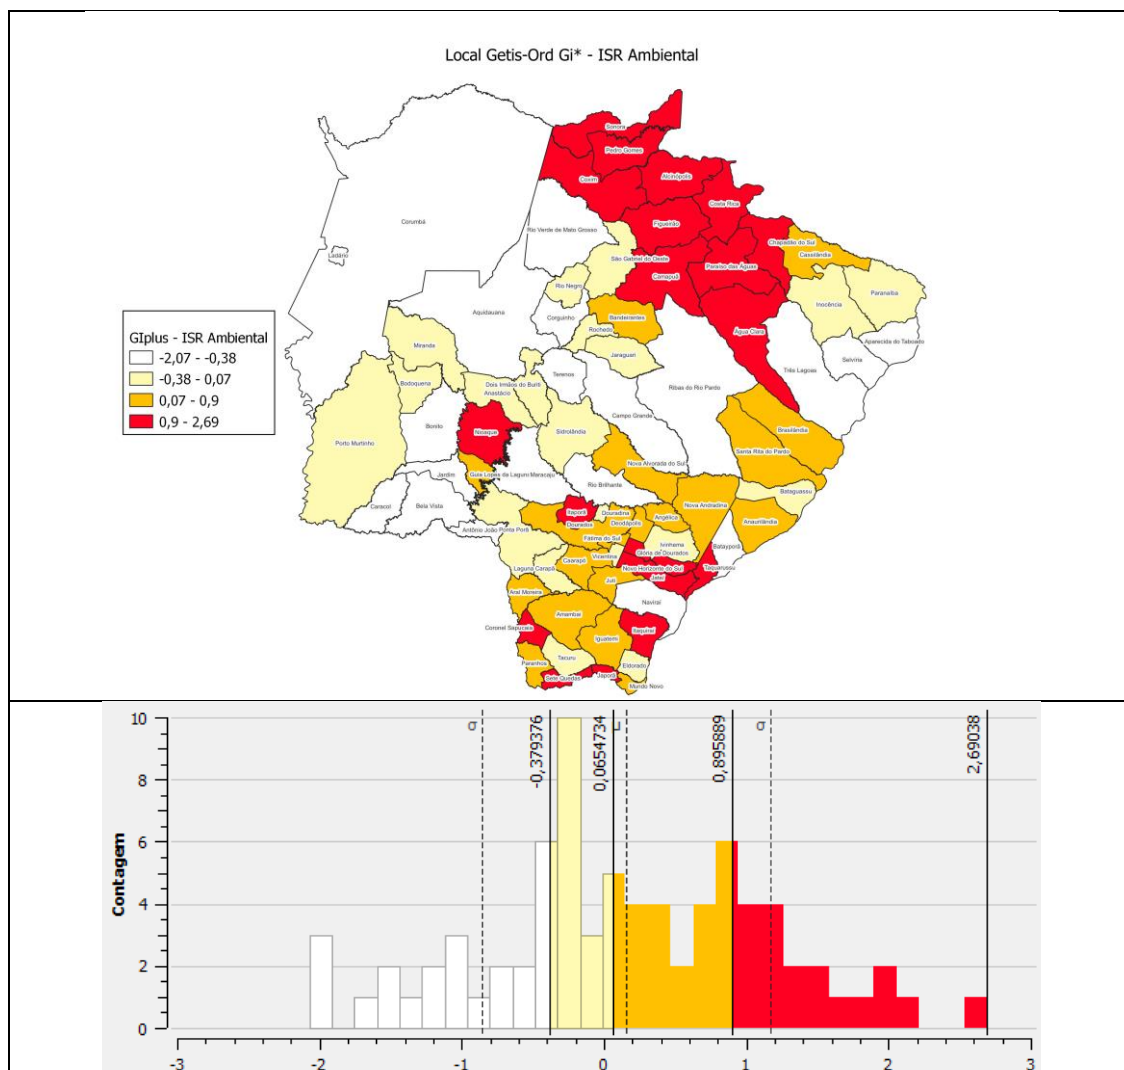 Local Getis-Ord Gi* - ISR Ambiental
Sonora
Pedro Gomes
Coxim
Alcinópolis
Costa Rica
Figueirão
Corumbá
Rio Verde de Mato Grosso
Chapadão do Sul
Cassilândia
Ladário
São Gabriel do Oeste
Camapuã
Paraíso das Águas
Rio Negro
Paranaíba
Inocência
Aquidauana
Corguinho
Bandeirantes
Rochedo
Água Clara
Aparecida do Taboado
Jaraguari
Selvíria
Três Lagoas
GIplus - ISR Ambiental
-2,07 - -0,38
-0,38 - 0,07
0,07 - 0,9
0,9 - 2,69
Miranda
Bodoquena
Dois Irmãos do Buriti
Anastácio
Terenos
Ribas do Rio Pardo
Campo Grande
Bonito
Nioaque
Sidrolândia
Brasilândia
Porto Murtinho
Santa Rita do Pardo
Nova Alvorada do Sul
Jardim
Guia Lopes da Laguna
Maracaju
Rio Brilhante
Bataguassu
Caracol
Bela Vista
Nova Andradina
Anaurilândia
Itaporã
Douradina
Angélica
Antônio João
Ponta Porã
Dourados
Deodápolis
Fátima do Sul
Ivinhema
Batayporã
Glória de Dourados
Vicentina
Caarapó
Laguna Carapã
Novo Horizonte do Sul
Taquarussu
Jateí
Juti
Aral Moreira
Naviraí
Amambai
Coronel Sapucaia
Iguatemi
Itaquiraí
Tacuru
Paranhos
Eldorado
Sete Quedas
Japorã
Mundo Novo
10
8
6
4
2
0
Contagem
σ
-0,379376
0,0654734
0,895889
σ
2,69038
-3 -2 -1 0 1 2 3